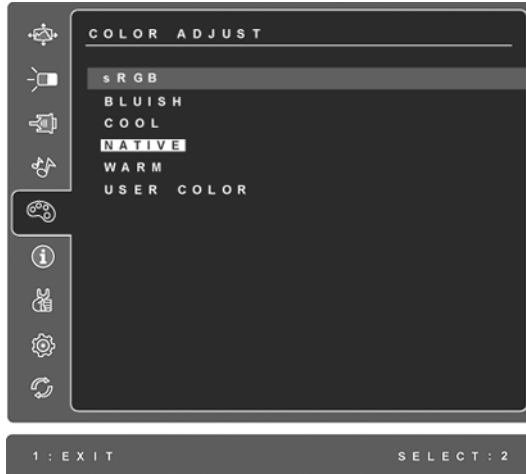 COLOR ADJUST
sRGB
BLUISH
COOL
NATIVE
WARM
USER COLOR
1:EXIT SELECT:2